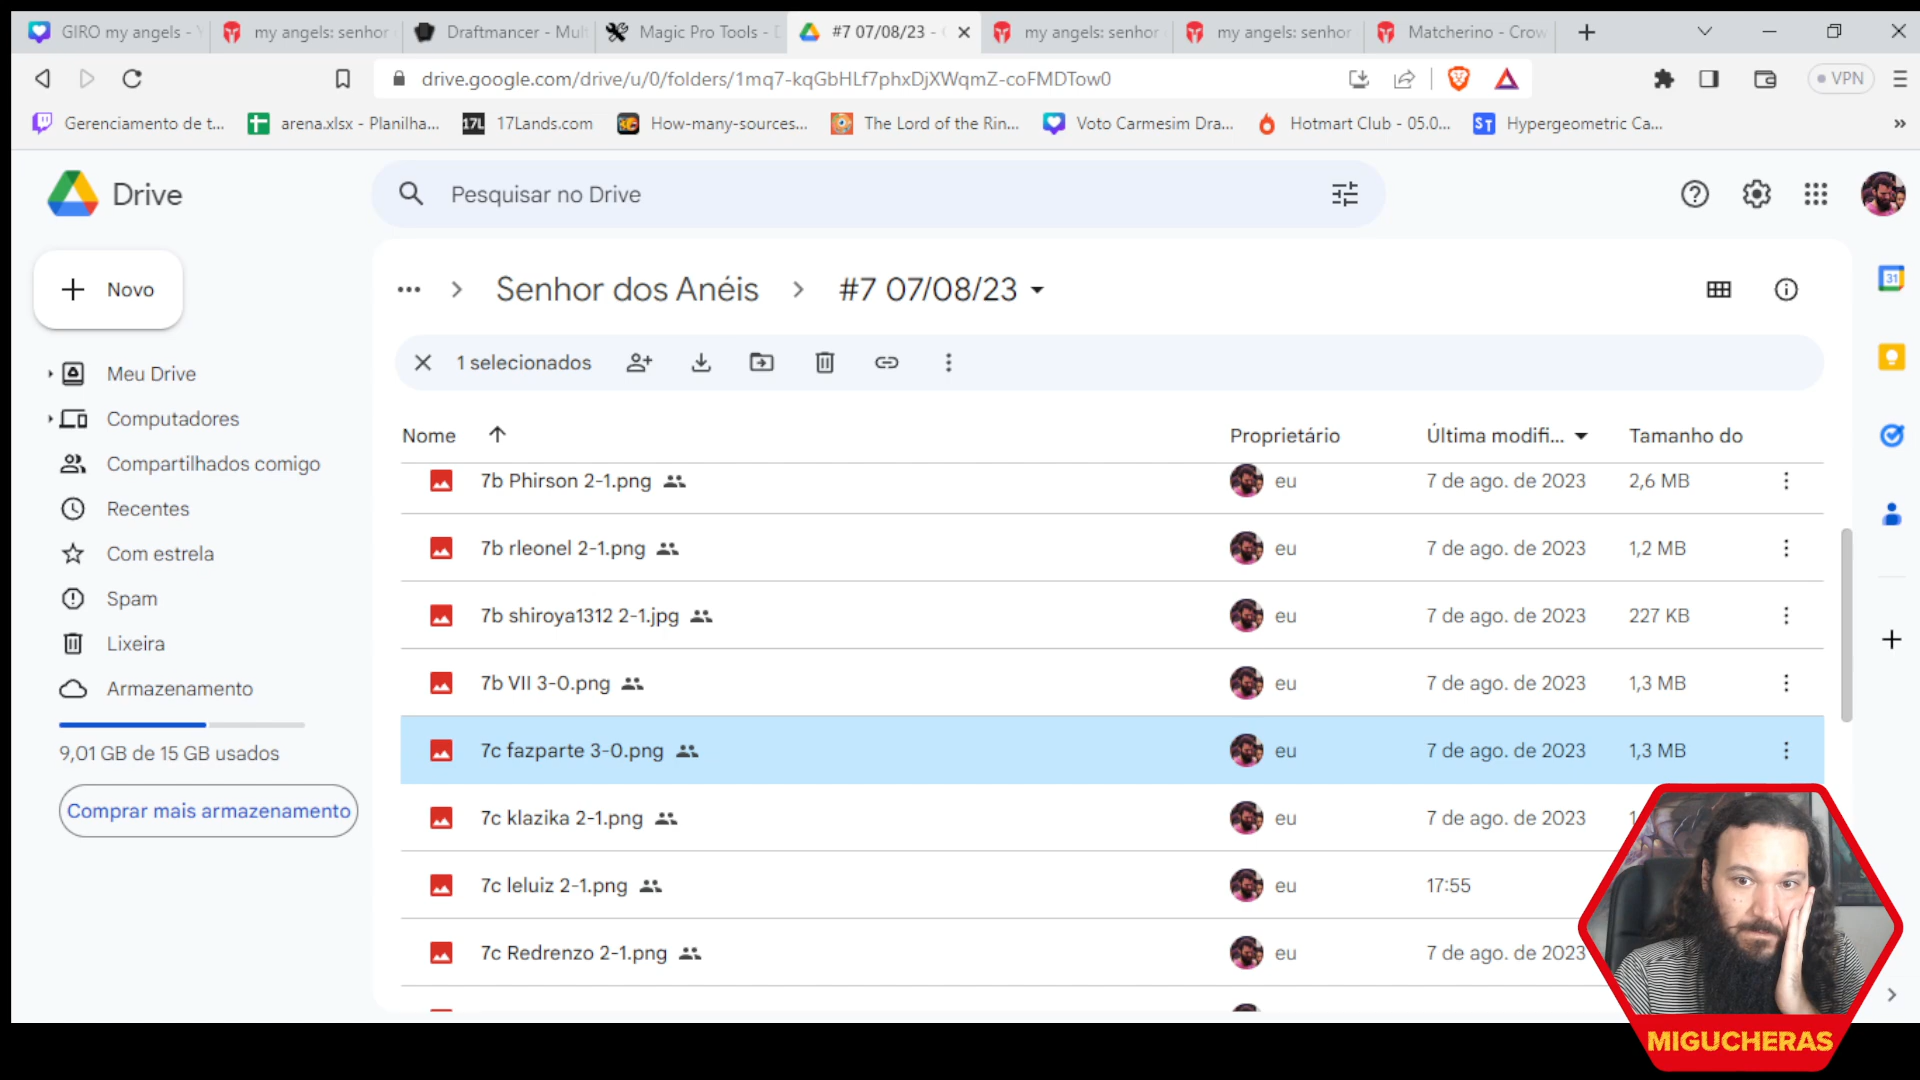 GIRO my angels - Y
my angels: senhor
Draftmancer - Mult
Magic Pro Tools - D
#7 07/08/23 - G
my angels: senhor
my angels: senhor
Matcherino - Crow
drive.google.com/drive/u/0/folders/1mq7-kqGbHLf7phxDjXWqmZ-coFMDTow0
VPN
Gerenciamento de t...
arena.xlsx - Planilha...
17L
17Lands.com
How-many-sources...
The Lord of the Rin...
Voto Carmesim Dra...
Hotmart Club - 05.0...
ST
Hypergeometric Ca...
»
Drive
Pesquisar no Drive
Novo
... > Senhor dos Anéis > #7 07/08/23
31
1 selecionados
Meu Drive
Computadores
Compartilhados comigo
Recentes
Com estrela
Spam
Lixeira
Armazenamento
9,01 GB de 15 GB usados
Comprar mais armazenamento
Nome
Proprietário
Última modifi...
Tamanho do
7b Phirson 2-1.png eu 7 de ago. de 2023 2,6 MB
7b rleonel 2-1.png eu 7 de ago. de 2023 1,2 MB
7b shiroya1312 2-1.jpg eu 7 de ago. de 2023 227 KB
7b VII 3-0.png eu 7 de ago. de 2023 1,3 MB
7c fazparte 3-0.png eu 7 de ago. de 2023 1,3 MB
7c klazika 2-1.png eu 7 de ago. de 2023
7c leluiz 2-1.png eu 17:55
7c Redrenzo 2-1.png eu 7 de ago. de 2023
MIGUCHERAS